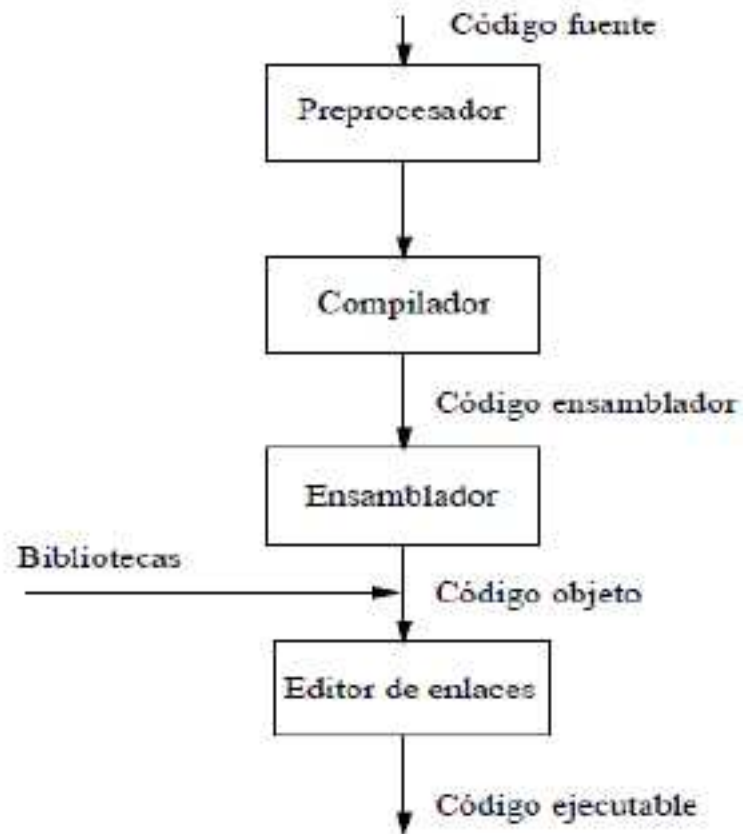 Código fuente
Preprocesador
Compilador
Código ensamblador
Ensamblador
Bibliotecas
Código objeto
Editor de enlaces
Código ejecutable